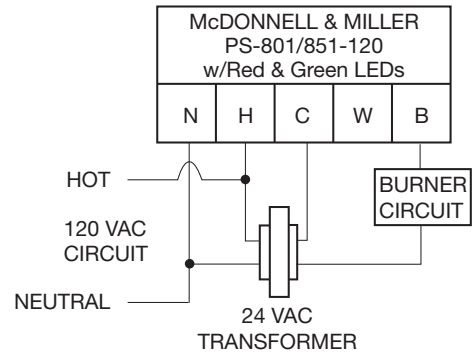 McDONNELL & MILLER
PS-801/851-120
w/Red & Green LEDs
N H C W B
HOT
BURNER
CIRCUIT
120 VAC
CIRCUIT
NEUTRAL
24 VAC
TRANSFORMER